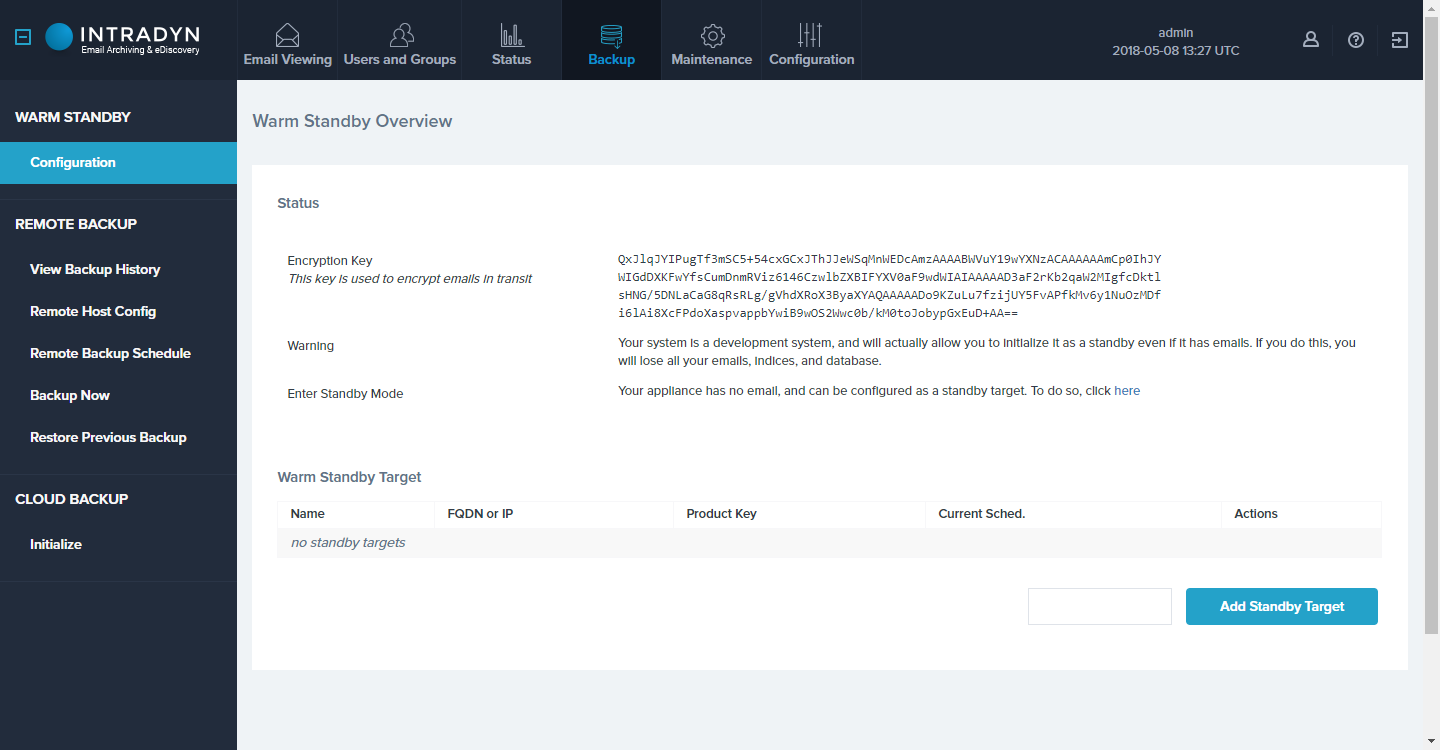 INTRADYN
Email Archiving & eDiscovery
Email Viewing
Users and Groups
Status
Backup
Maintenance
Configuration
admin
2018-05-08 13:27 UTC
WARM STANDBY
Configuration
REMOTE BACKUP
View Backup History
Remote Host Config
Remote Backup Schedule
Backup Now
Restore Previous Backup
CLOUD BACKUP
Initialize
Warm Standby Overview
Status
Encryption Key
This key is used to encrypt emails in transit
QxJlqJYIPugTf3mSC5+54cxGCxJThJJeWSqMnWEDcAmzAAAABWVuY19wYXNzACAAAAAAmCp0IhJY
WIGdDXKFwYfsCumDnmRViz6146CzwlbZXBIFYXV0aF9wdWIAIAAAAAD3aF2rKb2qaW2MIgfcDktl
sHNG/5DNLaCaG8qRsRLg/gVhdXRoX3ByaXYAQAAAAADo9KZuLu7fzijUY5FvAPfkMv6y1NuOzMDf
i6lAi8XcFPdoXaspvappbYwiB9wOS2Wwc0b/kM0toJobypGxEuD+AA==
Warning
Your system is a development system, and will actually allow you to initialize it as a standby even if it has emails. If you do this, you
will lose all your emails, indices, and database.
Enter Standby Mode
Your appliance has no email, and can be configured as a standby target. To do so, click here
Warm Standby Target
Name FQDN or IP Product Key Current Sched. Actions
no standby targets
Add Standby Target